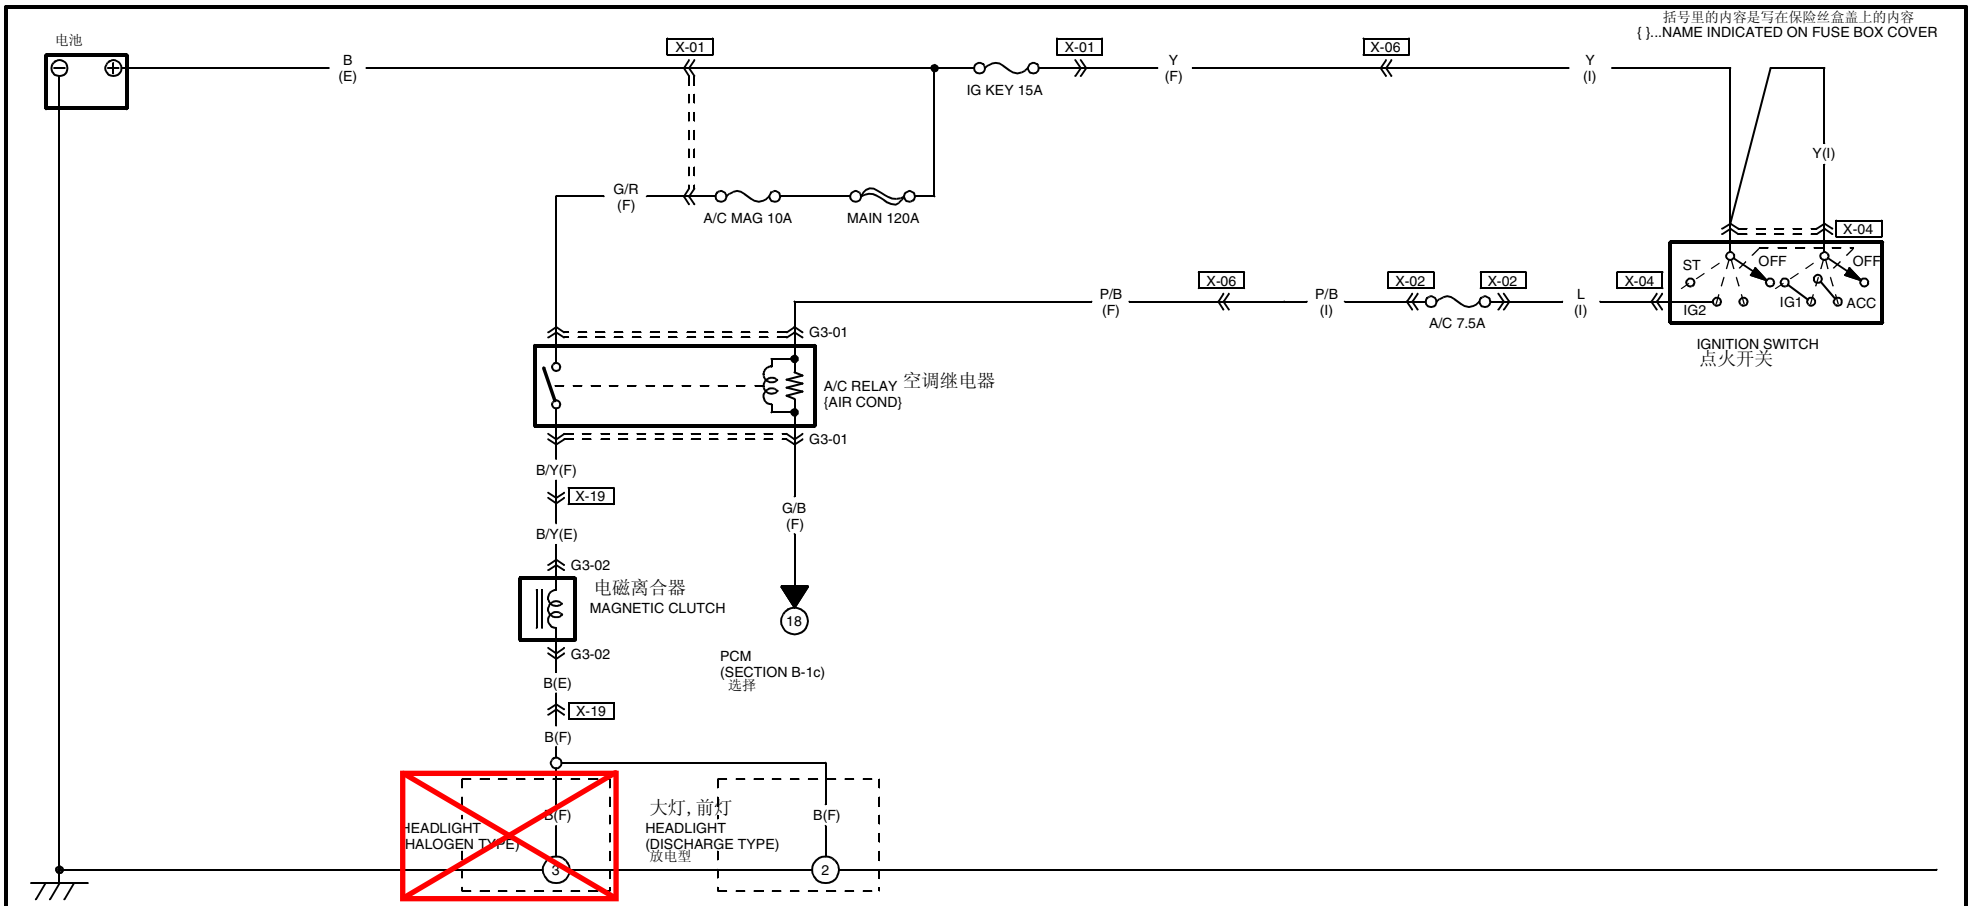 括号里的内容是写在保险丝盒盖上的内容
{ }...NAME INDICATED ON FUSE BOX COVER
电池
X-01
X-01
X-06
B
(E)
Y
(F)
Y
(I)
IG KEY 15A
Y(I)
G/R
(F)
A/C MAG 10A
MAIN 120A
X-04
ST
OFF
OFF
IG2
IG1
ACC
X-06
X-02
X-02
X-04
P/B
(F)
P/B
(I)
L
(I)
A/C 7.5A
IGNITION SWITCH
点火开关
G3-01
A/C RELAY 空调继电器
{AIR COND}
G3-01
B/Y(F)
X-19
G/B
(F)
B/Y(E)
G3-02
电磁离合器
MAGNETIC CLUTCH
18
G3-02
PCM
(SECTION B-1c)
选择
B(E)
X-19
B(F)
大灯, 前灯
B(F)
B(F)
HEADLIGHT
HALOGEN TYPE)
HEADLIGHT
(DISCHARGE TYPE)
放电型
3
2